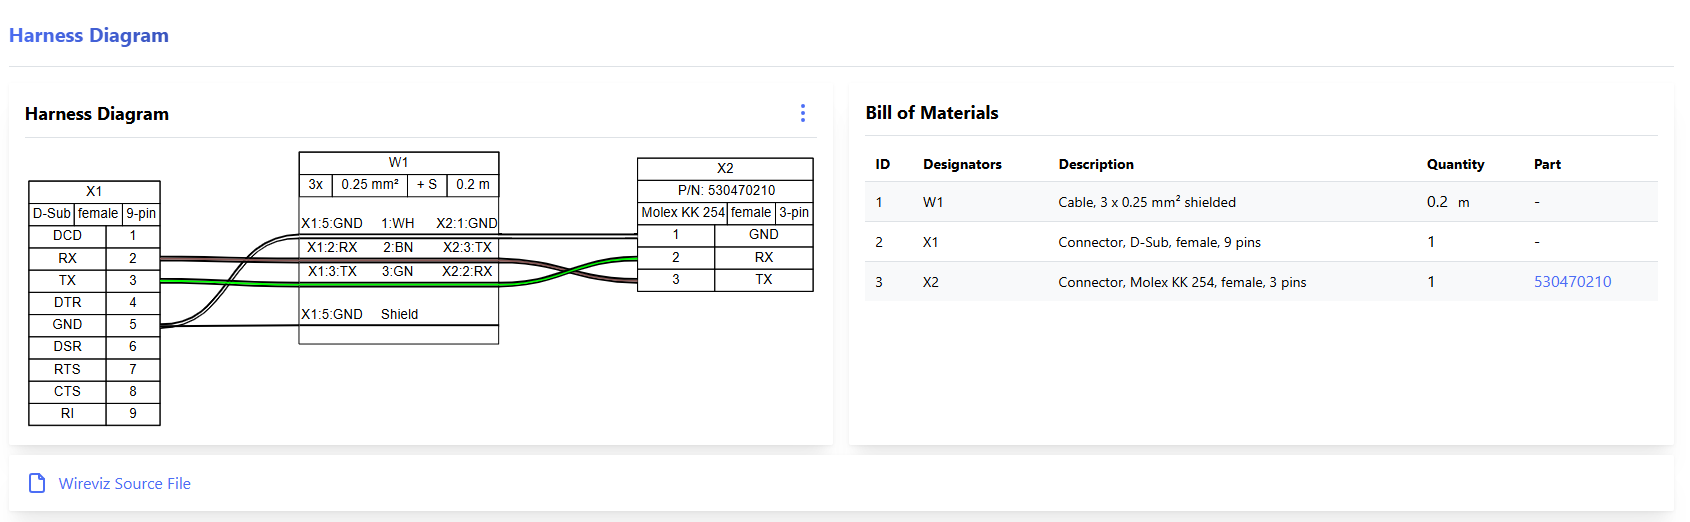 Harness Diagram
Harness Diagram
X1
D-Sub female 9-pin
DCD 1
RX 2
TX 3
DTR 4
GND 5
DSR 6
RTS 7
CTS 8
RI 9
W1
3x 0.25 mm² + S 0.2 m
X1:5:GND 1:WH X2:1:GND
X1:2:RX 2:BN X2:3:TX
X1:3:TX 3:GN X2:2:RX
X1:5:GND Shield
X2
P/N: 530470210
Molex KK 254 female 3-pin
1 GND
2 RX
3 TX
Bill of Materials
ID Designators Description Quantity Part
1 W1 Cable, 3 x 0.25 mm² shielded 0.2 m -
2 X1 Connector, D-Sub, female, 9 pins 1 -
3 X2 Connector, Molex KK 254, female, 3 pins 1 530470210
Wireviz Source File